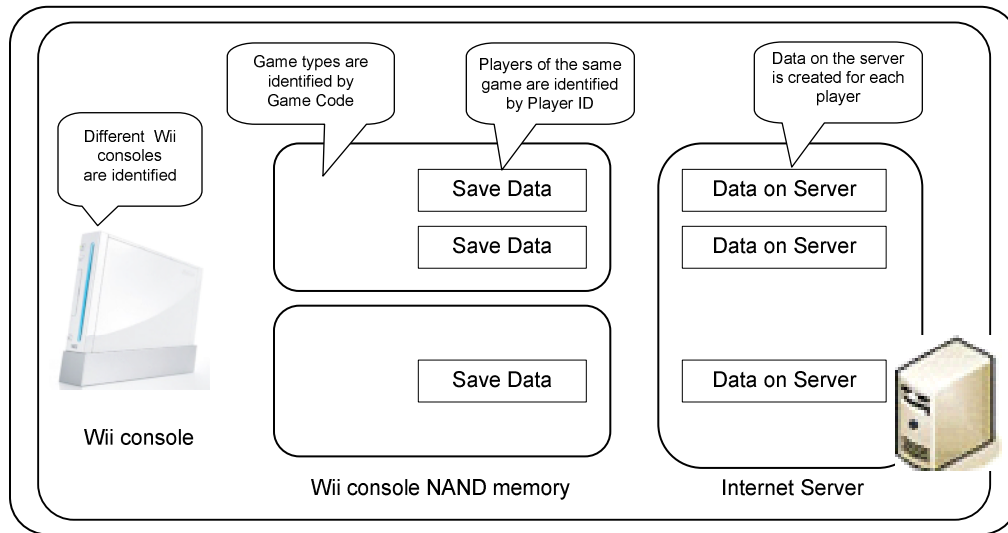 Game types are
identified by
Game Code
Players of the same
game are identified
by Player ID
Data on the server
is created for each
player
Different Wii
consoles
are identified
Save Data
Data on Server
Save Data
Data on Server
Save Data
Data on Server
Wii console
Wii console NAND memory
Internet Server